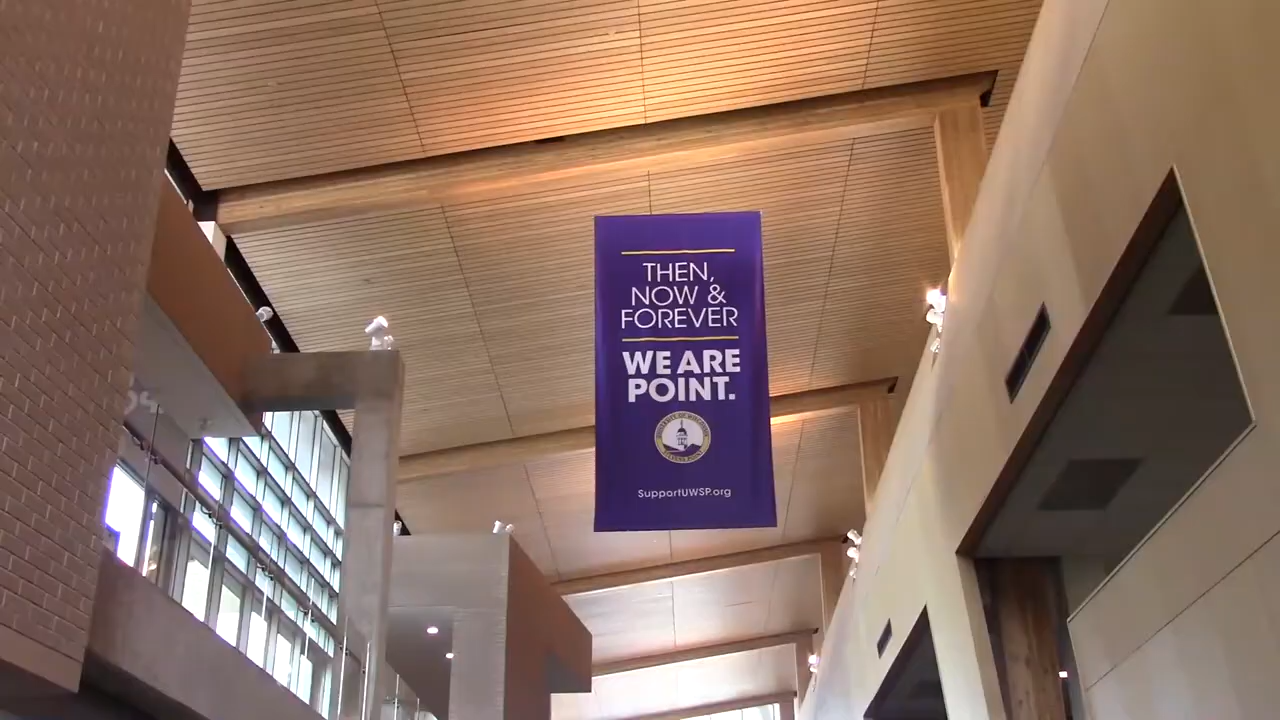 THEN,
NOW &
FOREVER
WE ARE
POINT.
SupportUWSP.org